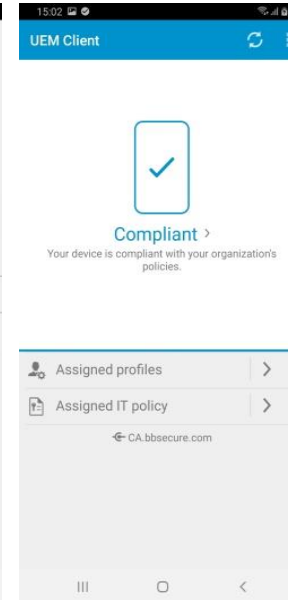 15:02
UEM Client
Compliant >
Your device is compliant with your organization's
policies.
Assigned profiles
Assigned IT policy
CA.bbsecure.com